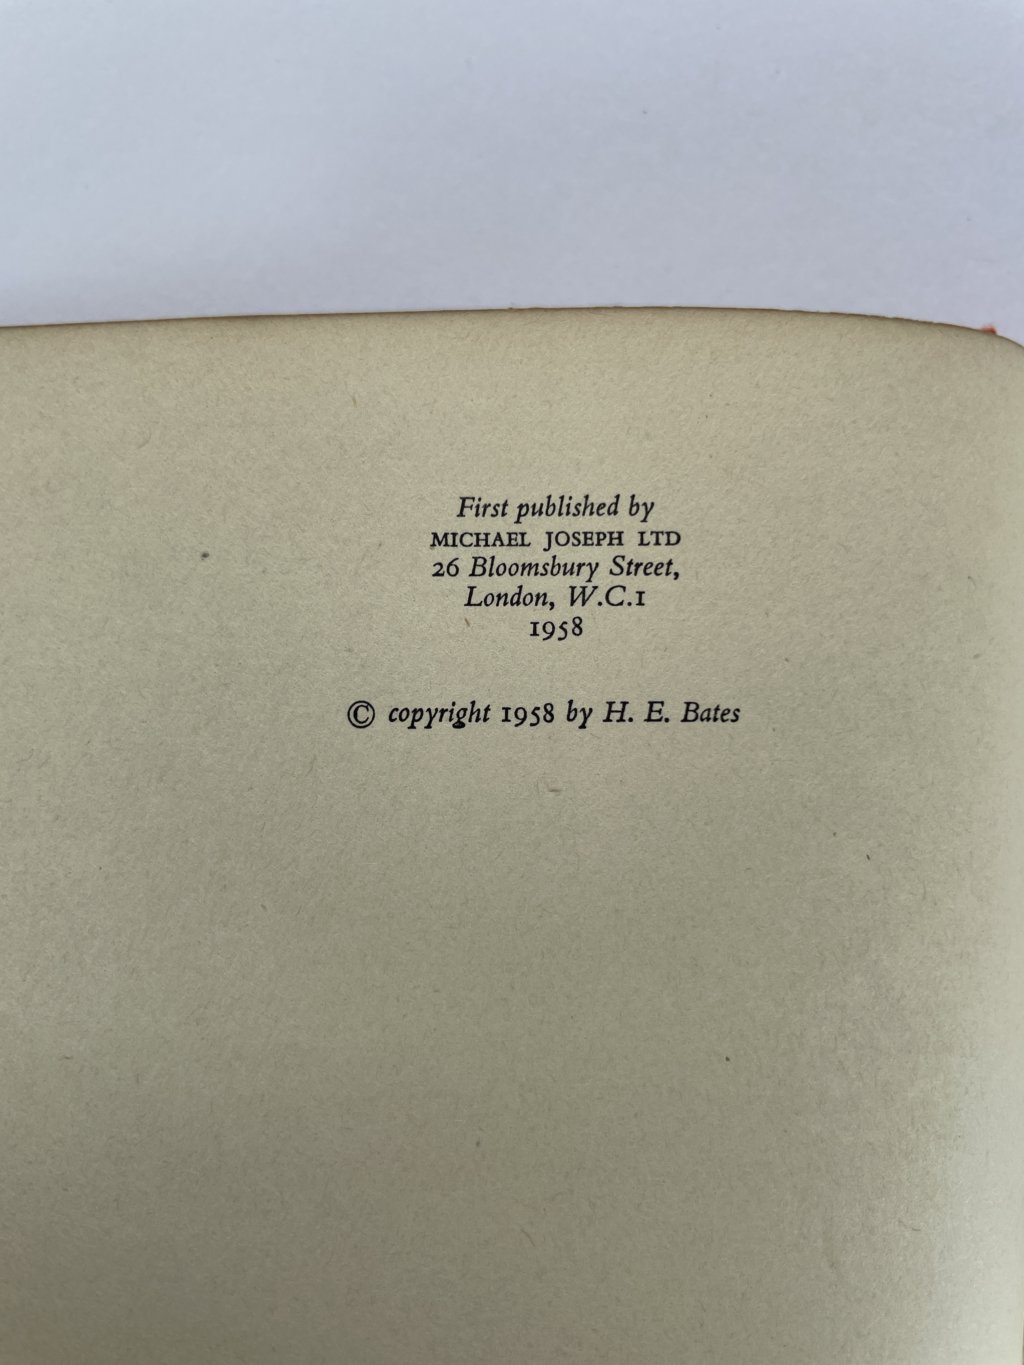 First published by
MICHAEL JOSEPH LTD
26 Bloomsbury Street,
London, W.C.1
1958
© copyright 1958 by H. E. Bates